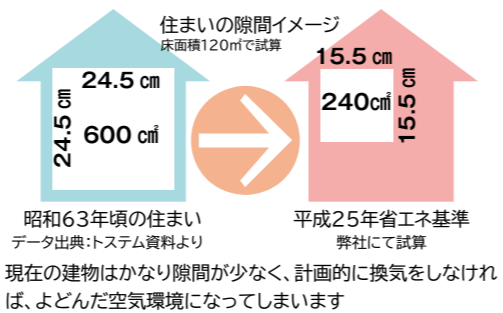 住まいの隙間イメージ
床面積120㎡で試算
24.5 ㎝
24.5 ㎝
600 ㎠
15.5 ㎝
240㎠
15.5 ㎝
昭和63年頃の住まい
データ出典：トステム資料より
平成25年省エネ基準
弊社にて試算
現在の建物はかなり隙間が少なく、計画的に換気をしなけれ
ば、よどんだ空気環境になってしまいます